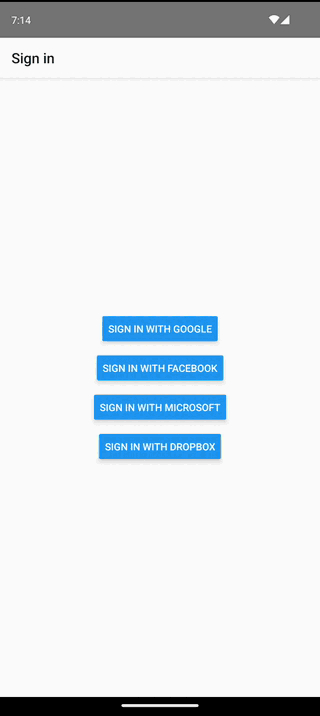 7:14
Sign in
SIGN IN WITH GOOGLE
SIGN IN WITH FACEBOOK
SIGN IN WITH MICROSOFT
SIGN IN WITH DROPBOX